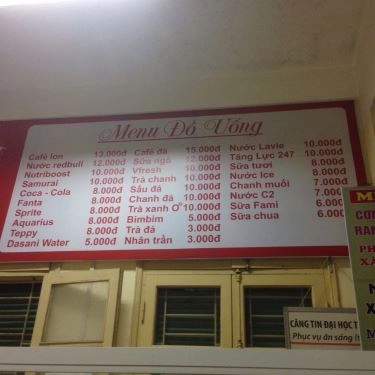 Menu Đồ Uống
Café lon 13.000đ Café đá 15.000đ Nước Lavie 10.000đ
Nước redbull 12.000đ Sữa ngô 12.000đ Tăng Lực 247 10.000đ
Nutriboost 10.000đ Vfresh 10.000đ Sữa tươi 8.000đ
Samurai 10.000đ Trà chanh 10.000đ Nước Ice 8.000đ
Coca - Cola 8.000đ Sấu đá 8.000đ Chanh muối 7.000đ
Fanta 8.000đ Chanh đá 10.000đ Nước C2 7.000đ
Sprite 8.000đ Trà xanh O° 10.000đ Sữa Fami 6.000đ
Aquarius 8.000đ Bimbim 5.000đ Sữa chua 6.000
Teppy 8.000đ Trà đá 3.000đ
Dasani Water 5.000đ Nhân trần 3.000đ
CĂNG TIN ĐẠI HỌC T
Phục vụ ăn sáng